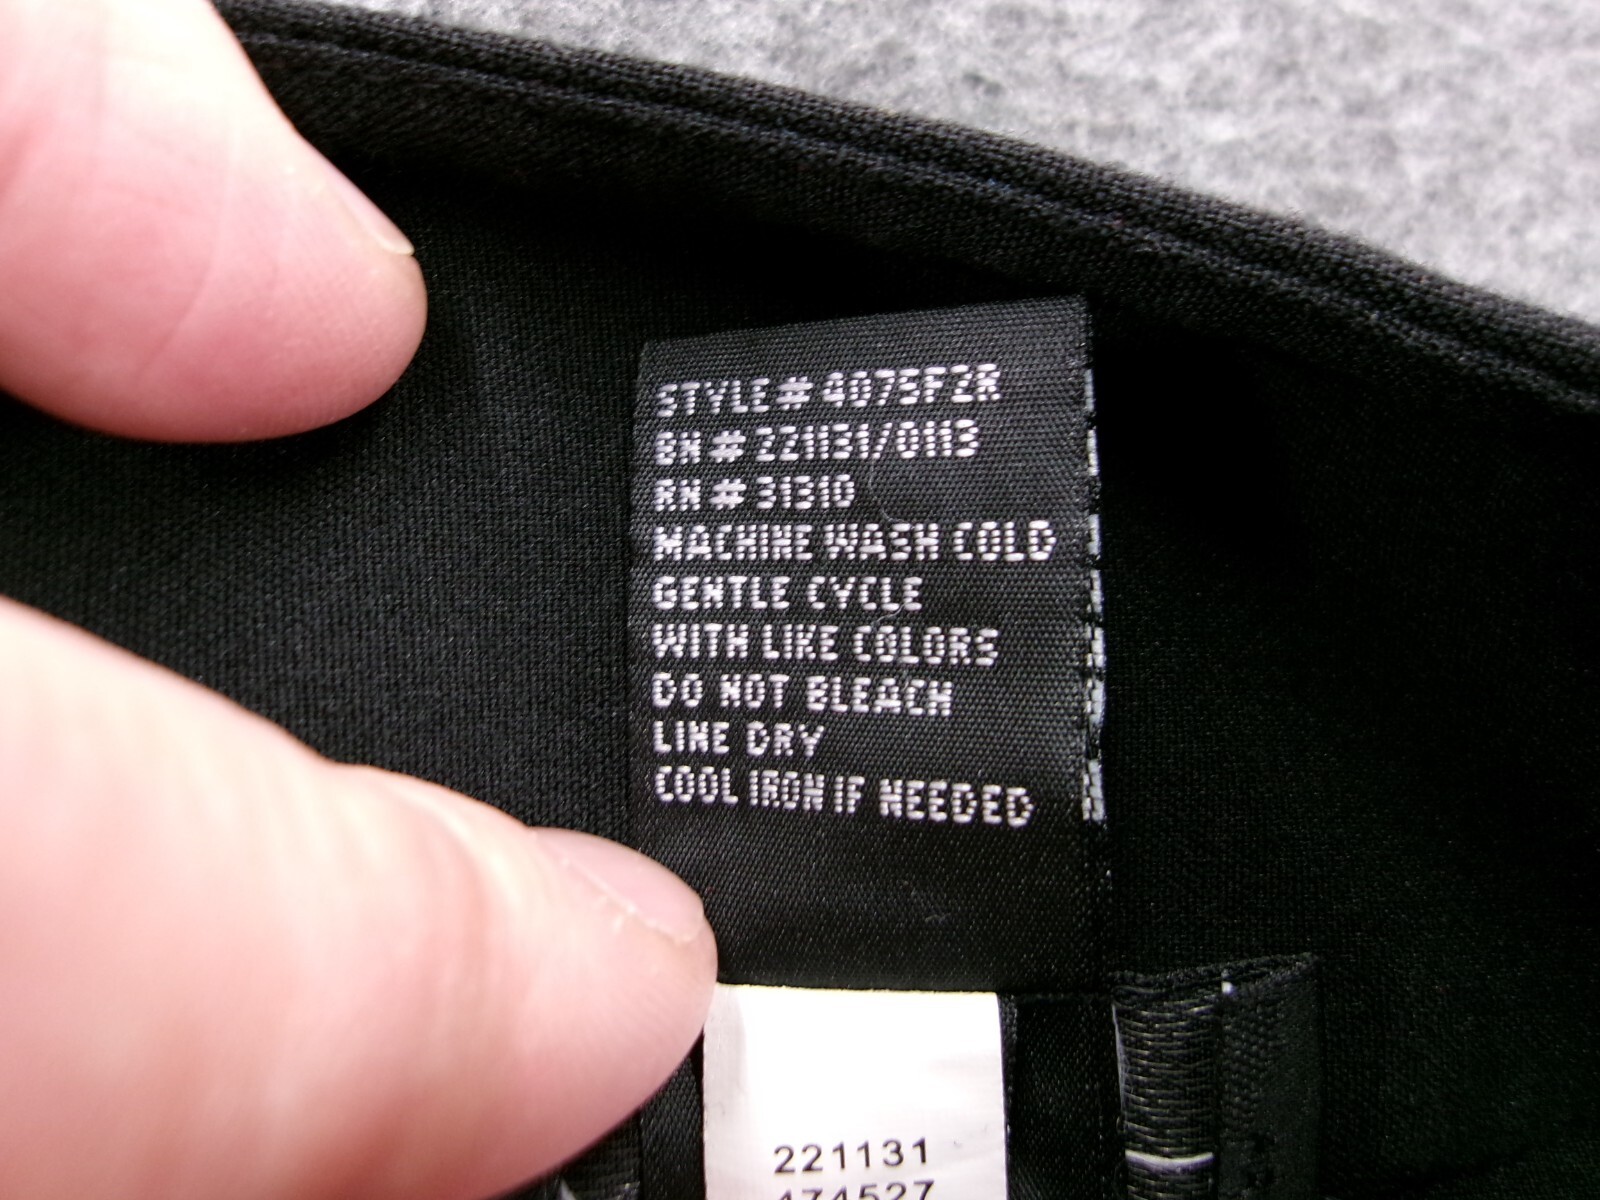 STYLE # 4075F2R
BN # 221131/0113
RN # 31310
MACHINE WASH COLD
GENTLE CYCLE
WITH LIKE COLORS
DO NOT BLEACH
LINE DRY
COOL IRON IF NEEDED
221131
474527